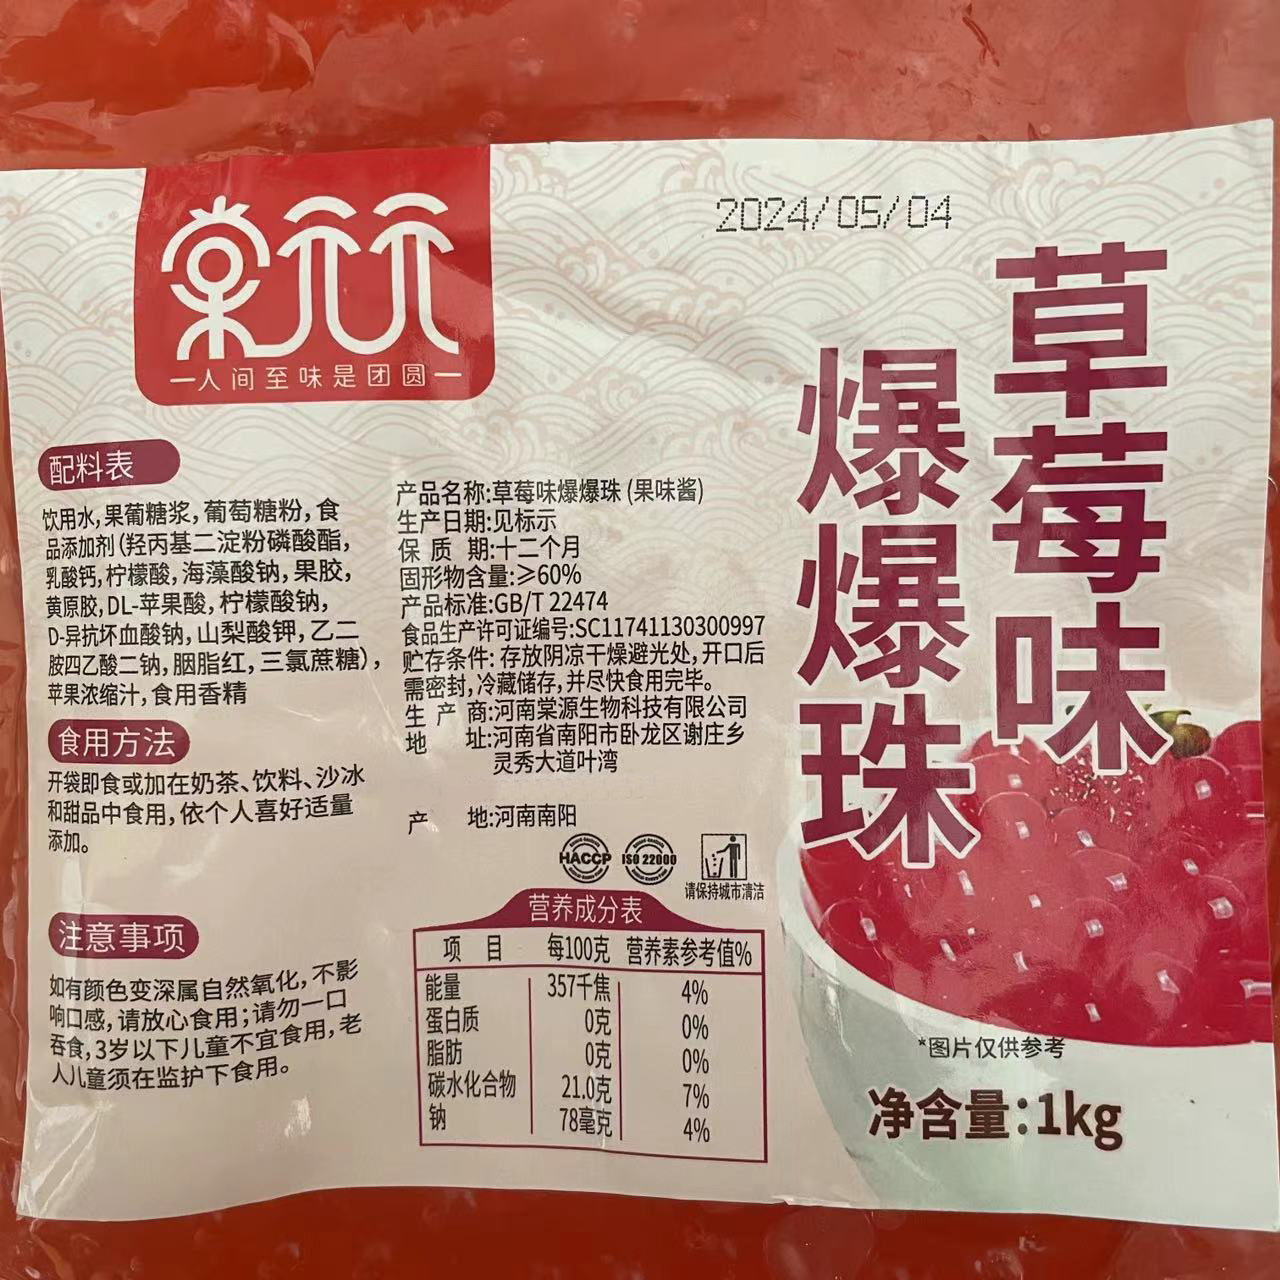 棠元元
一人间至味是团圆一
2024/05/04
草莓味
爆爆珠
配料表
饮用水,果葡糖浆,葡萄糖粉,食
品添加剂(羟丙基二淀粉磷酸酯,
乳酸钙,柠檬酸,海藻酸钠,果胶,
黄原胶,DL-苹果酸,柠檬酸钠,
D-异抗坏血酸钠,山梨酸钾,乙二
胺四乙酸二钠,胭脂红,三氯蔗糖),
苹果浓缩汁,食用香精
食用方法
开袋即食或加在奶茶、饮料、沙冰
和甜品中食用,依个人喜好适量
添加。
注意事项
如有颜色变深属自然氧化,不影
响口感,请放心食用;请勿一口
吞食,3岁以下儿童不宜食用,老
人儿童须在监护下食用。
产品名称:草莓味爆爆珠(果味酱)
生产日期:见标示
保 质 期:十二个月
固形物含量:≥60%
产品标准:GB/T 22474
食品生产许可证编号:SC11741130300997
贮存条件: 存放阴凉干燥避光处,开口后
需密封,冷藏储存,并尽快食用完毕。
生 产 商:河南棠源生物科技有限公司
地 址:河南省南阳市卧龙区谢庄乡
灵秀大道叶湾
产 地:河南南阳
HACCP
ISO 22000
请保持城市清洁
营养成分表
项 目 每100克 营养素参考值%
能量 357千焦 4%
蛋白质 0克 0%
脂肪 0克 0%
碳水化合物 21.0克 7%
钠 78毫克 4%
*图片仅供参考
净含量:1kg